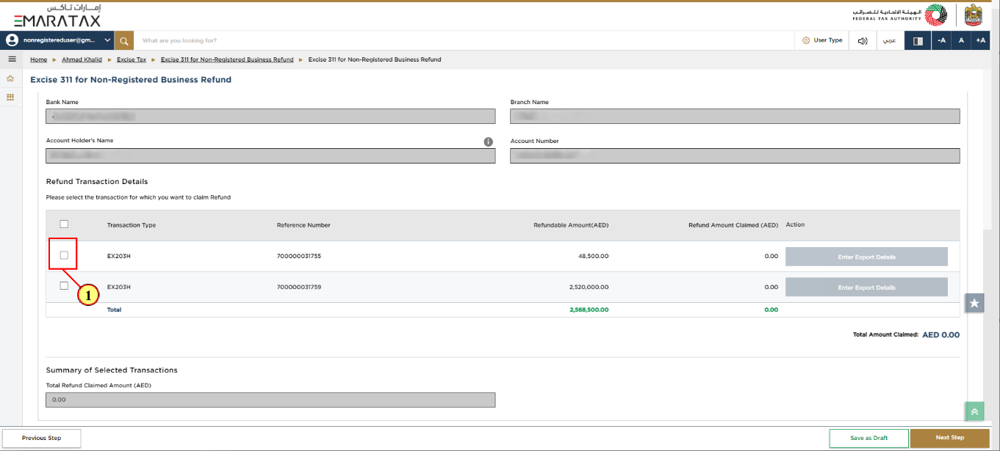 إمــارات تـاكــس
EMARATAX
الهيئة الاتحادية للضرائب
FEDERAL TAX AUTHORITY
nonregistereduser@gm...
What are you looking for?
User Type
عربي
-A
A
+A
Home ▸ Ahmad Khalid ▸ Excise Tax ▸ Excise 311 for Non-Registered Business Refund ▸ Excise 311 for Non-Registered Business Refund
Excise 311 for Non-Registered Business Refund
Bank Name
Branch Name
Account Holder's Name
Account Number
Refund Transaction Details
Please select the transaction for which you want to claim Refund
Transaction Type Reference Number Refundable Amount(AED) Refund Amount Claimed (AED) Action
EX203H 700000031755 48,500.00 0.00 Enter Export Details
EX203H 700000031759 2,520,000.00 0.00 Enter Export Details
1
Total 2,568,500.00 0.00
Total Amount Claimed: AED 0.00
Summary of Selected Transactions
Total Refund Claimed Amount (AED)
0.00
Previous Step
Save as Draft
Next Step